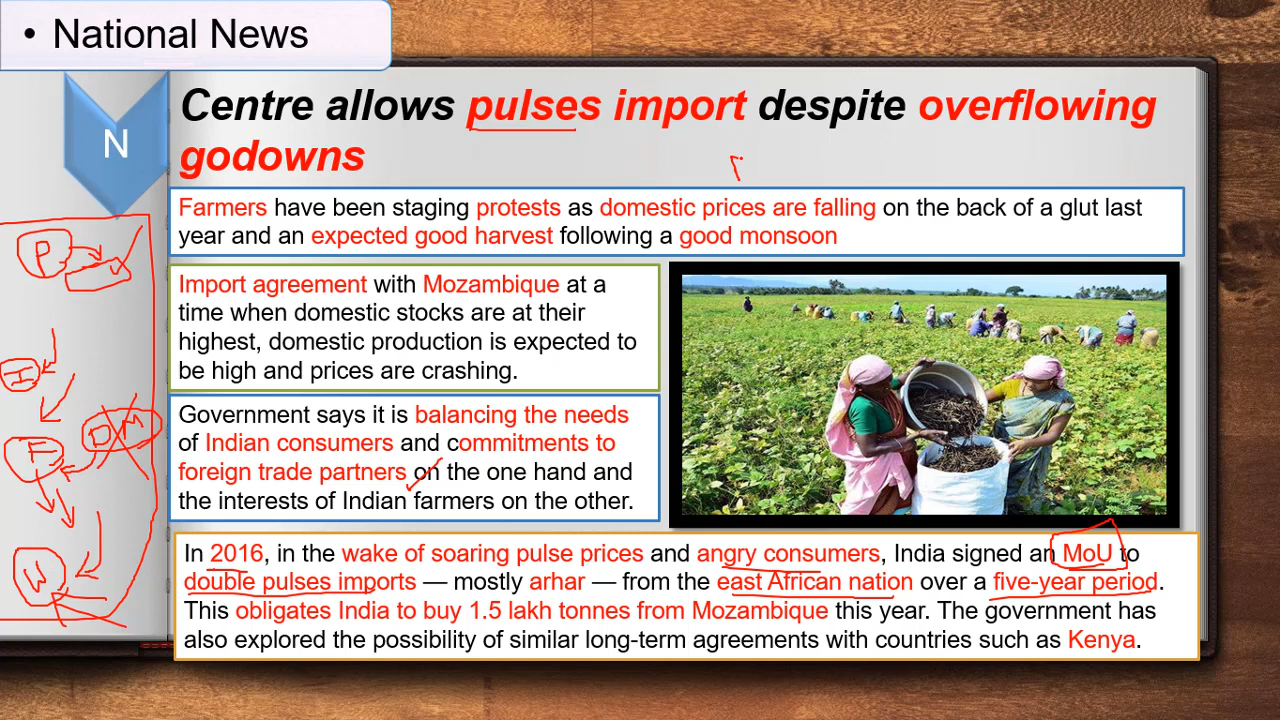 • National News
N
Centre allows pulses import despite overflowing
godowns
Farmers have been staging protests as domestic prices are falling on the back of a glut last
year and an expected good harvest following a good monsoon
Import agreement with Mozambique at a
time when domestic stocks are at their
highest, domestic production is expected to
be high and prices are crashing.
Government says it is balancing the needs
of Indian consumers and commitments to
foreign trade partners on the one hand and
the interests of Indian farmers on the other.
In 2016, in the wake of soaring pulse prices and angry consumers, India signed an MoU to
double pulses imports — mostly arhar — from the east African nation over a five-year period.
This obligates India to buy 1.5 lakh tonnes from Mozambique this year. The government has
also explored the possibility of similar long-term agreements with countries such as Kenya.
P
I
F
W